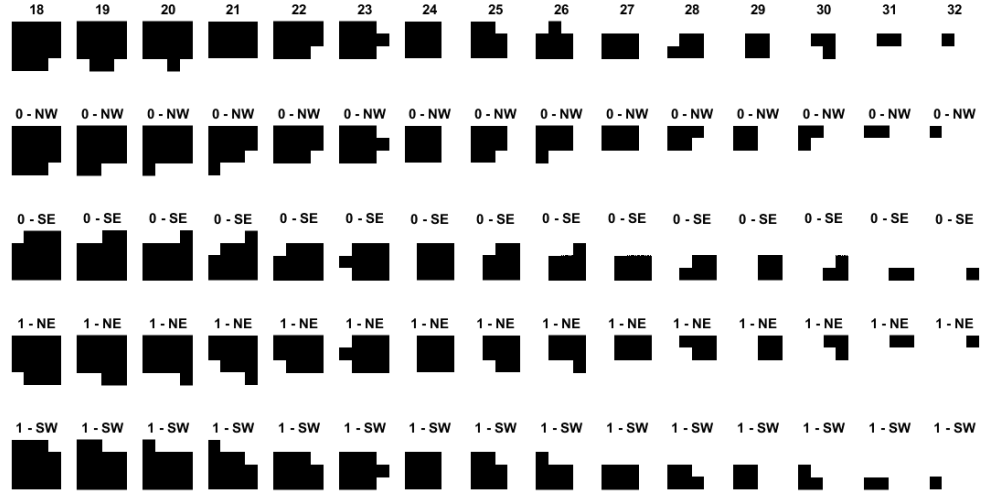 18 19 20 21 22 23 24 25 26 27 28 29 30 31 32
0 - NW 0 - NW 0 - NW 0 - NW 0 - NW 0 - NW 0 - NW 0 - NW 0 - NW 0 - NW 0 - NW 0 - NW 0 - NW 0 - NW 0 - NW
0 - SE 0 - SE 0 - SE 0 - SE 0 - SE 0 - SE 0 - SE 0 - SE 0 - SE 0 - SE 0 - SE 0 - SE 0 - SE 0 - SE 0 - SE
1 - NE 1 - NE 1 - NE 1 - NE 1 - NE 1 - NE 1 - NE 1 - NE 1 - NE 1 - NE 1 - NE 1 - NE 1 - NE 1 - NE 1 - NE
1 - SW 1 - SW 1 - SW 1 - SW 1 - SW 1 - SW 1 - SW 1 - SW 1 - SW 1 - SW 1 - SW 1 - SW 1 - SW 1 - SW 1 - SW